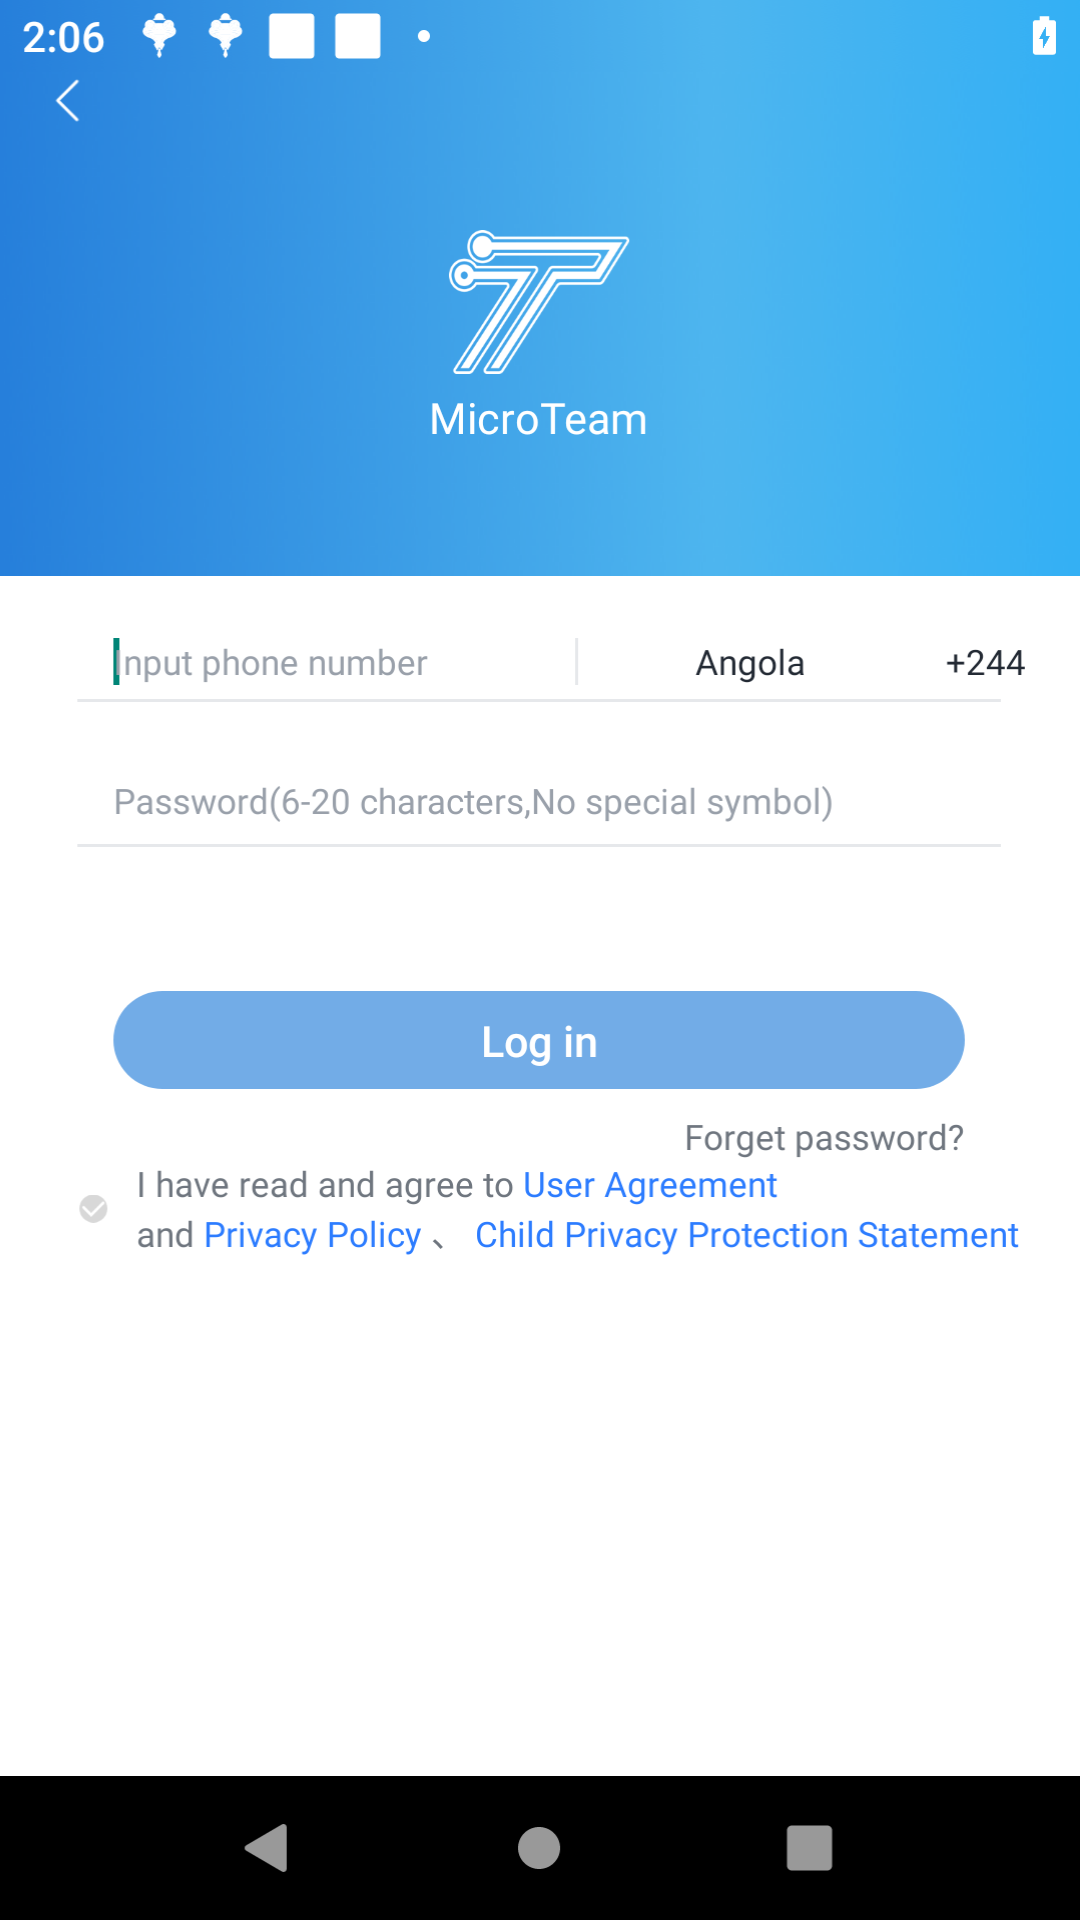 2:06
MicroTeam
Input phone number Angola +244
Password(6-20 characters,No special symbol)
Log in
Forget password?
I have read and agree to User Agreement
and Privacy Policy 、 Child Privacy Protection Statement